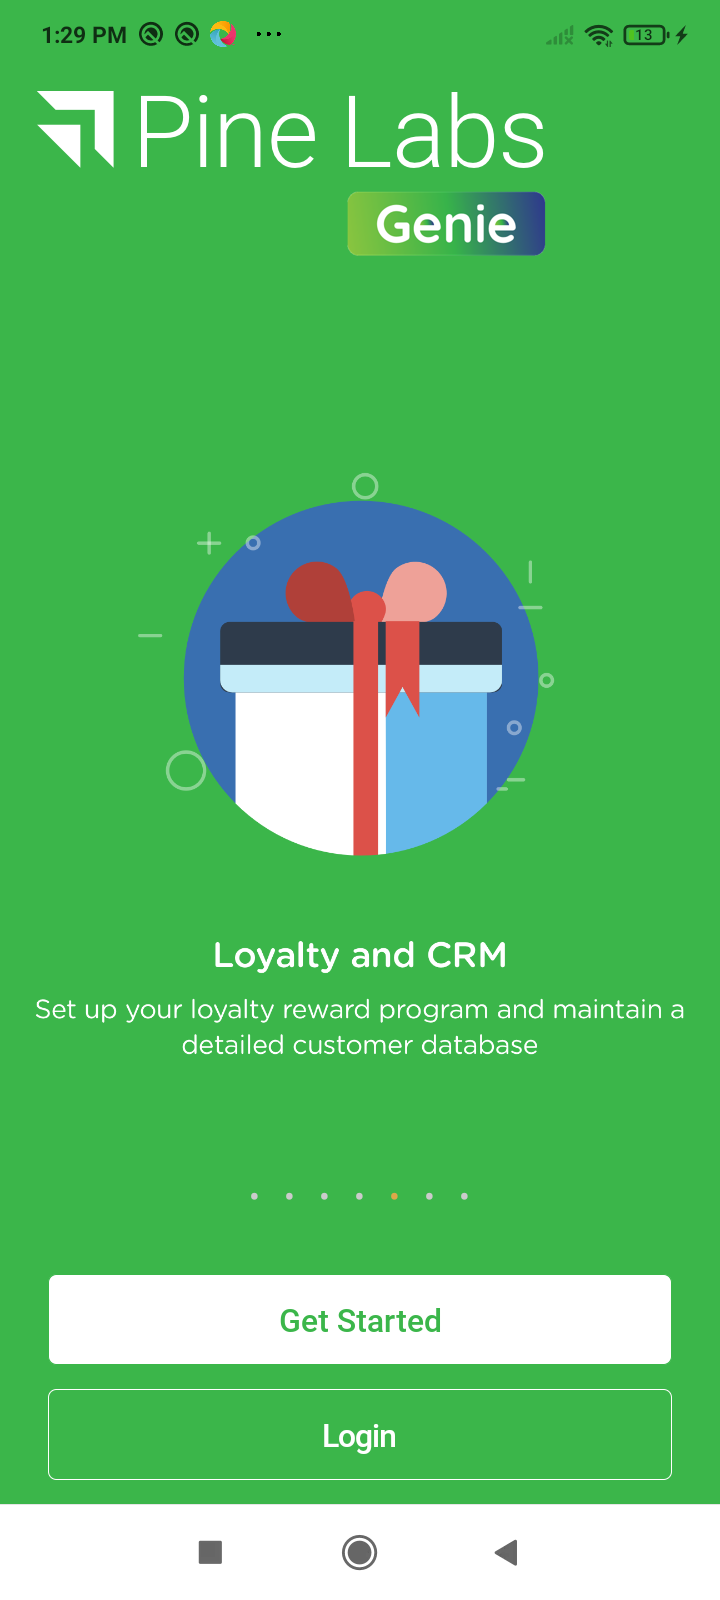 1:29 PM
13
Pine Labs
Genie
Loyalty and CRM
Set up your loyalty reward program and maintain a
detailed customer database
Get Started
Login